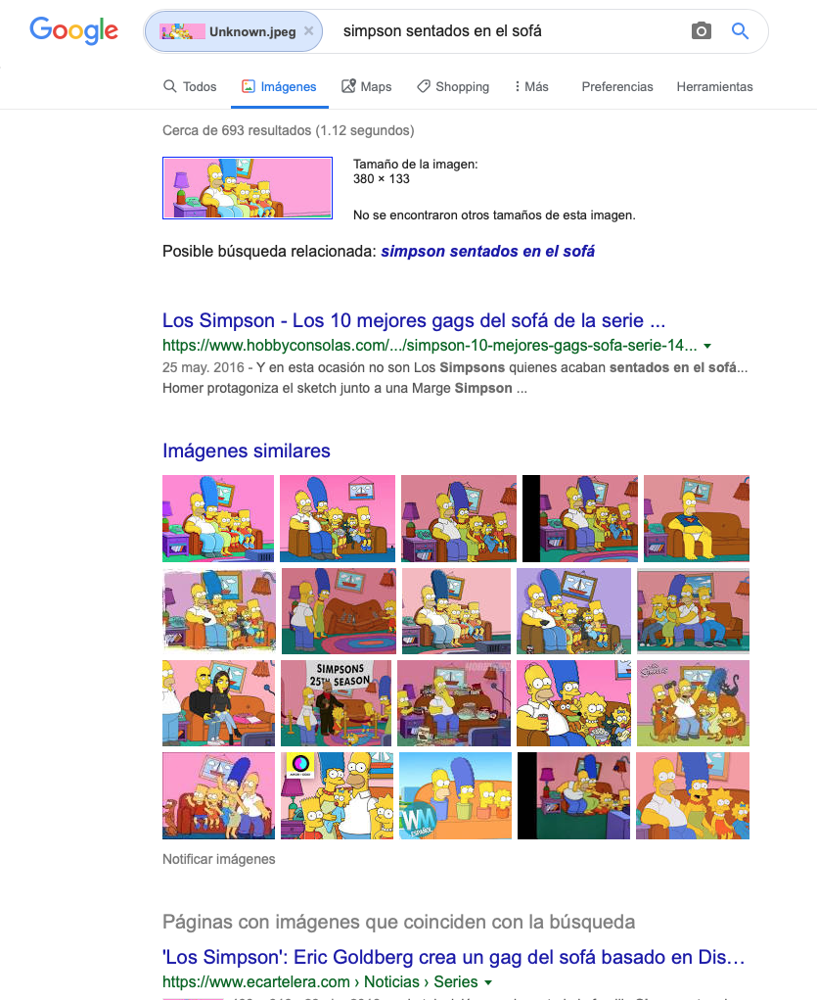 Google
Unknown.jpeg × simpson sentados en el sofá
Todos Imágenes Maps Shopping Más Preferencias Herramientas
Cerca de 693 resultados (1.12 segundos)
Tamaño de la imagen:
380 × 133
No se encontraron otros tamaños de esta imagen.
Posible búsqueda relacionada: simpson sentados en el sofá
Los Simpson - Los 10 mejores gags del sofá de la serie ...
https://www.hobbyconsolas.com/.../simpson-10-mejores-gags-sofa-serie-14...
25 may. 2016 - Y en esta ocasión no son Los Simpsons quienes acaban sentados en el sofá...
Homer protagoniza el sketch junto a una Marge Simpson ...
Imágenes similares
SIMPSONS
25TH SEASON
WM
ESPAÑOL
Notificar imágenes
Páginas con imágenes que coinciden con la búsqueda
'Los Simpson': Eric Goldberg crea un gag del sofá basado en Dis...
https://www.ecartelera.com › Noticias › Series